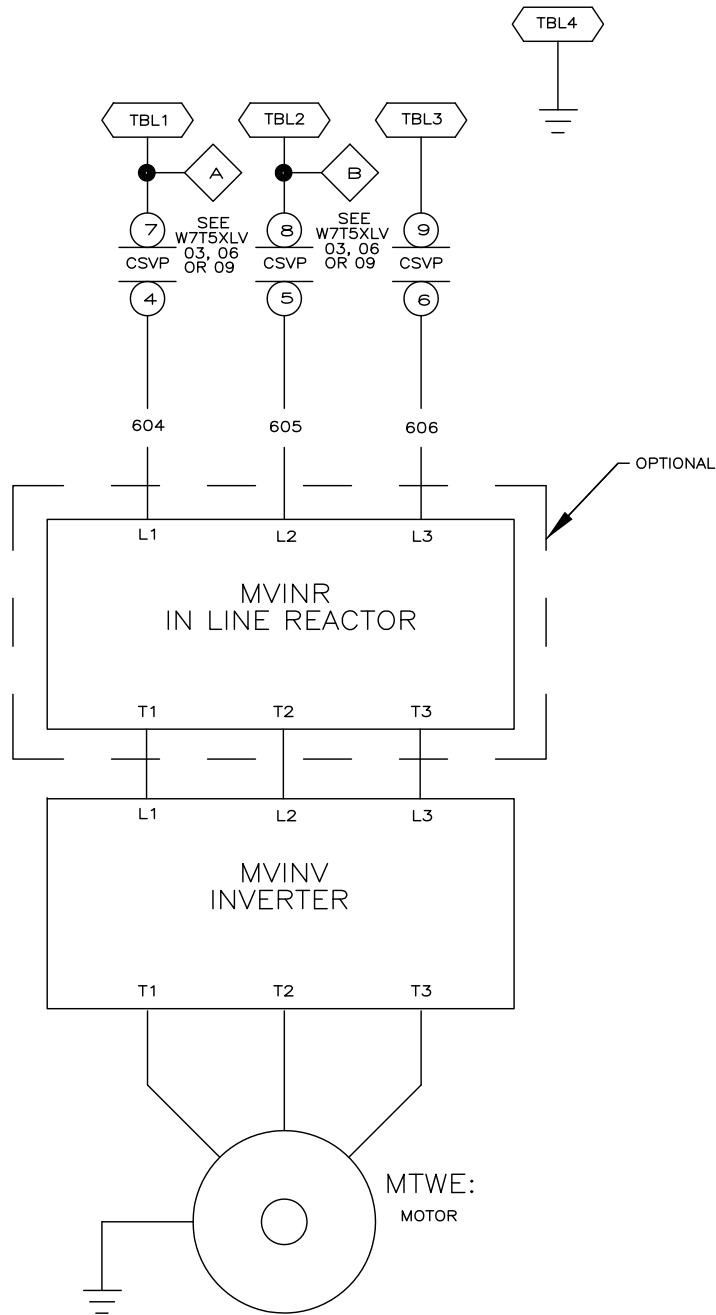 TBL4
TBL1
TBL2
TBL3
A
B
7
SEE
W7T5XLV
03, 06
OR 09
8
SEE
W7T5XLV
03, 06
OR 09
9
CSVP
CSVP
CSVP
4
5
6
604
605
606
OPTIONAL
L1
L2
L3
MVINR
IN LINE REACTOR
T1
T2
T3
L1
L2
L3
MVINV
INVERTER
T1
T2
T3
MTWE:
MOTOR